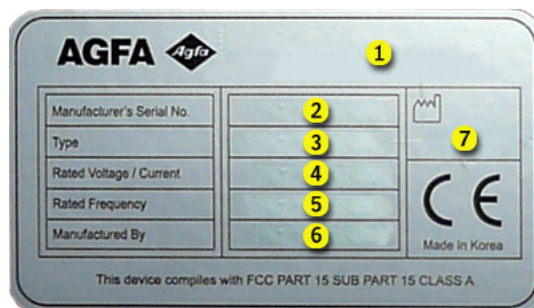 AGFA Agfa 1
Manufacturer's Serial No. 2
Type 3
Rated Voltage / Current 4
Rated Frequency 5
Manufactured By 6
7
CE
Made In Korea
This device compiles with FCC PART 15 SUB PART 15 CLASS A